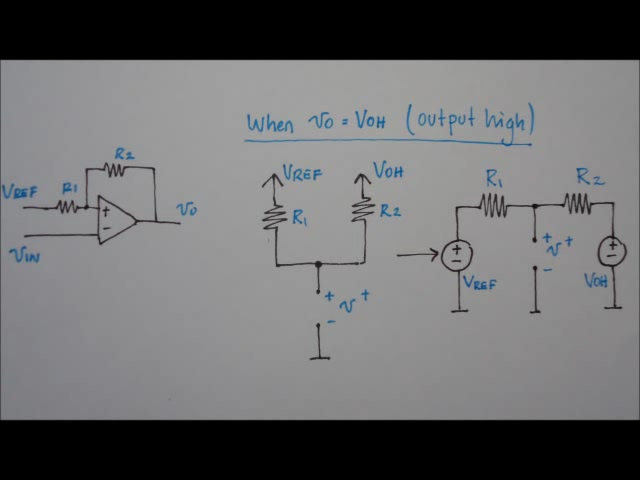 When vo = VOH (output high)
R2
VREF
R1
+
-
vo
vIN
VREF
VOH
R1
R2
+
v+
-
R1
R2
+
-
VREF
+
v+
-
+
-
VOH